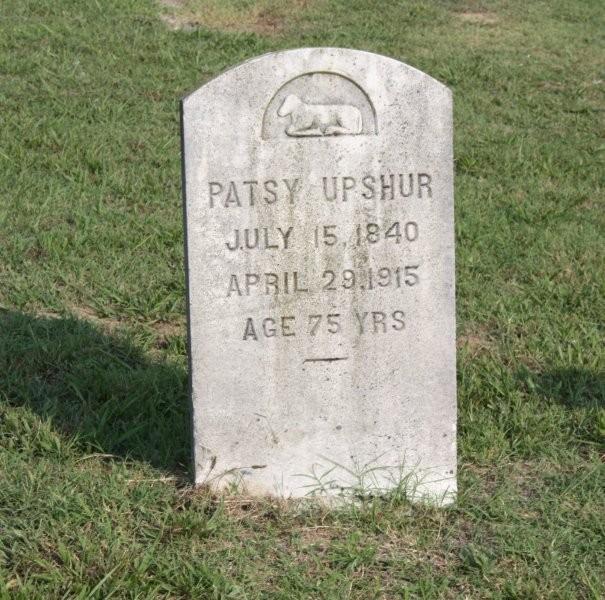 PATSY UPSHUR
JULY 15, 1840
APRIL 29, 1915
AGE 75 YRS